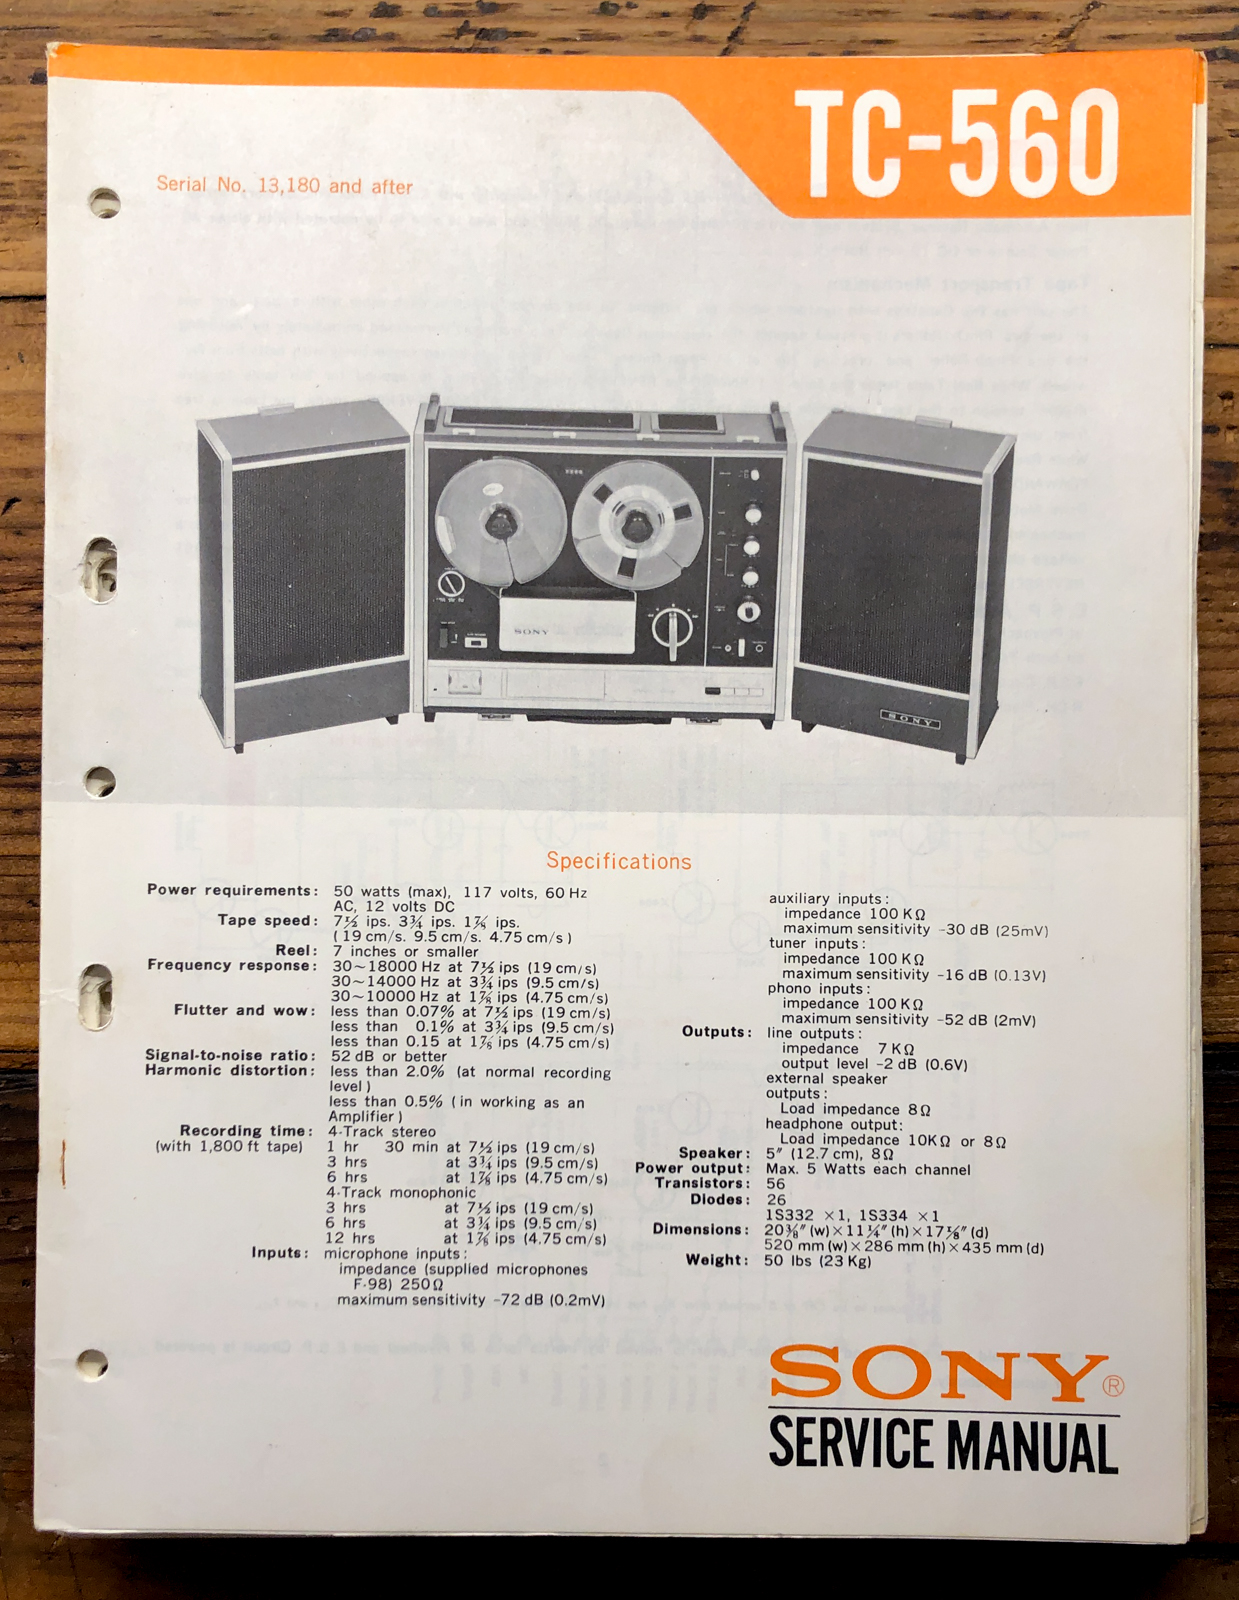 TC-560
Serial No. 13,180 and after
SONY
SONY
Specifications
Power requirements: 50 watts (max), 117 volts, 60 Hz
AC, 12 volts DC
Tape speed: 7½ ips. 3¾ ips. 1⅞ ips.
(19 cm/s. 9.5 cm/s. 4.75 cm/s)
Reel: 7 inches or smaller
Frequency response: 30~18000 Hz at 7½ ips (19 cm/s)
30~14000 Hz at 3¾ ips (9.5 cm/s)
30~10000 Hz at 1⅞ ips (4.75 cm/s)
Flutter and wow: less than 0.07% at 7½ ips (19 cm/s)
less than 0.1% at 3¾ ips (9.5 cm/s)
less than 0.15 at 1⅞ ips (4.75 cm/s)
Signal-to-noise ratio: 52 dB or better
Harmonic distortion: less than 2.0% (at normal recording
level)
less than 0.5% (in working as an
Amplifier)
Recording time: 4-Track stereo
(with 1,800 ft tape) 1 hr 30 min at 7½ ips (19 cm/s)
3 hrs at 3¾ ips (9.5 cm/s)
6 hrs at 1⅞ ips (4.75 cm/s)
4-Track monophonic
3 hrs at 7½ ips (19 cm/s)
6 hrs at 3¾ ips (9.5 cm/s)
12 hrs at 1⅞ ips (4.75 cm/s)
Inputs: microphone inputs:
impedance (supplied microphones
F-98) 250Ω
maximum sensitivity -72 dB (0.2mV)
auxiliary inputs:
impedance 100 KΩ
maximum sensitivity -30 dB (25mV)
tuner inputs:
impedance 100 KΩ
maximum sensitivity -16 dB (0.13V)
phono inputs:
impedance 100 KΩ
maximum sensitivity -52 dB (2mV)
Outputs: line outputs:
impedance 7 KΩ
output level -2 dB (0.6V)
external speaker
outputs:
Load impedance 8Ω
headphone output:
Load impedance 10KΩ or 8Ω
Speaker: 5″ (12.7 cm), 8Ω
Power output: Max. 5 Watts each channel
Transistors: 56
Diodes: 26
1S332 ×1, 1S334 ×1
Dimensions: 20⅜″ (w) × 11¼″ (h) × 17⅛″ (d)
520 mm (w) × 286 mm (h) × 435 mm (d)
Weight: 50 lbs (23 Kg)
SONY®
SERVICE MANUAL